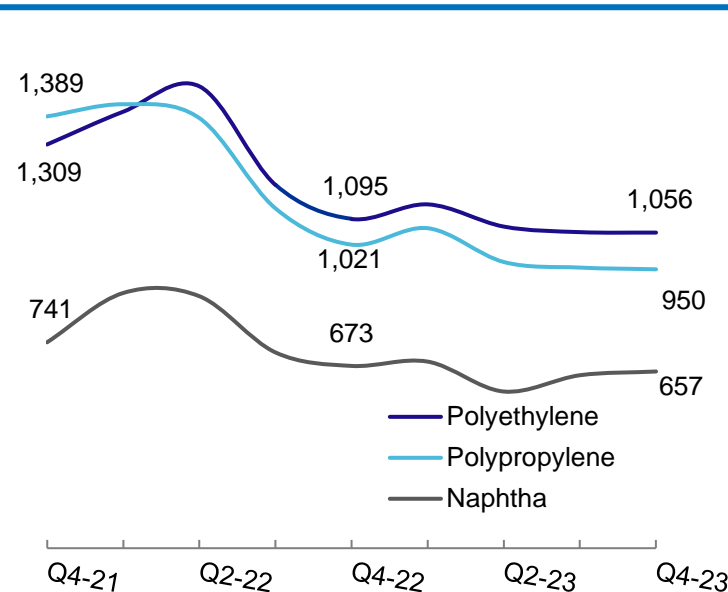 1,389
1,309
1,095
1,056
1,021
950
741
673
657
Polyethylene
Polypropylene
Naphtha
Q4-21 Q2-22 Q4-22 Q2-23 Q4-23